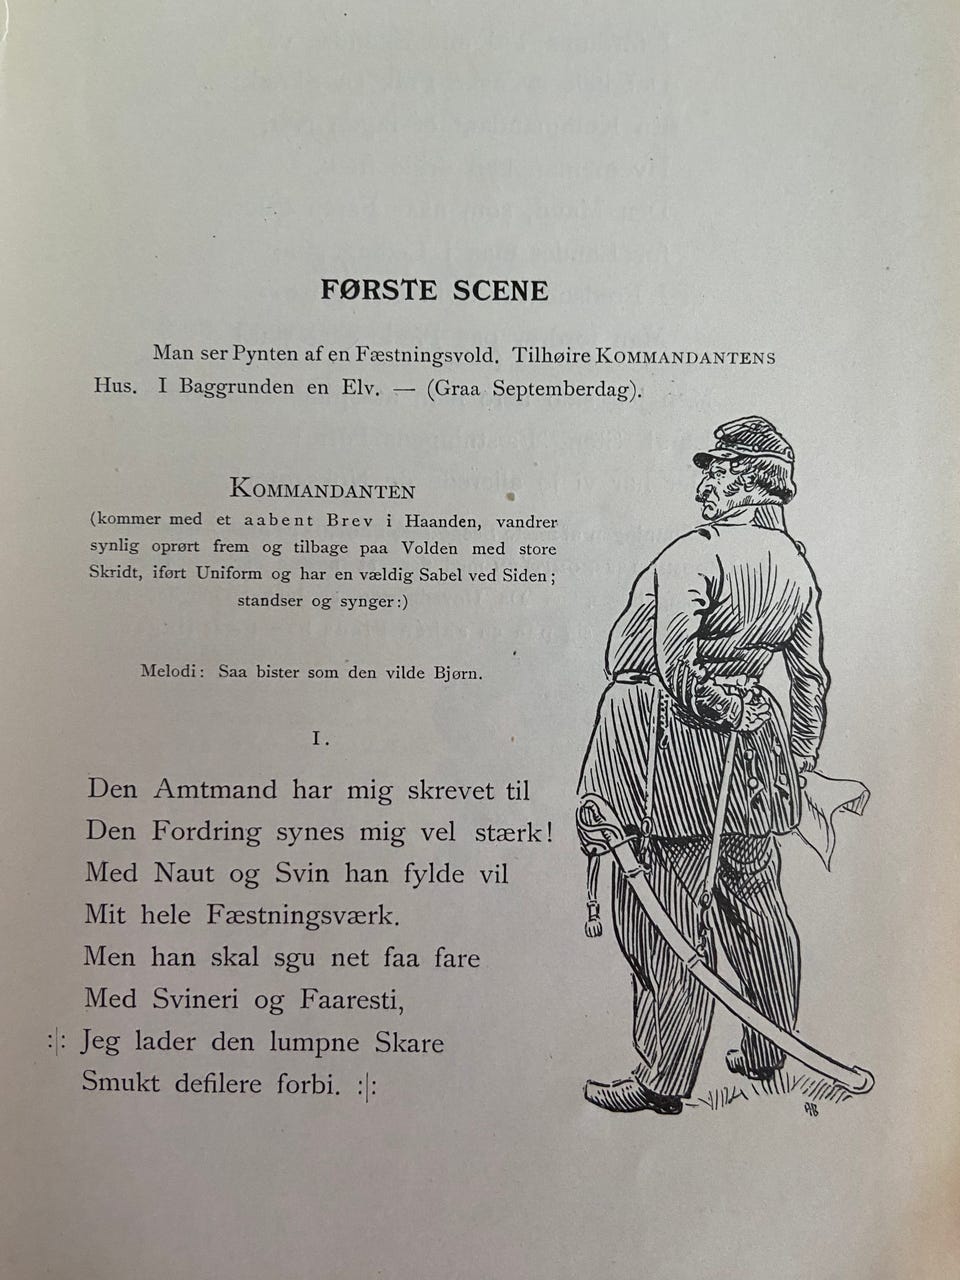 FØRSTE SCENE
Man ser Pynten af en Fæstningsvold. Tilhøire KOMMANDANTENS
Hus. I Baggrunden en Elv. — (Graa Septemberdag).
KOMMANDANTEN
(kommer med et aabent Brev i Haanden, vandrer
synlig oprørt frem og tilbage paa Volden med store
Skridt, iført Uniform og har en vældig Sabel ved Siden;
standser og synger:)
Melodi: Saa bister som den vilde Bjørn.
I.
Den Amtmand har mig skrevet til
Den Fordring synes mig vel stærk!
Med Naut og Svin han fylde vil
Mit hele Fæstningsværk.
Men han skal sgu net faa fare
Med Svineri og Faaresti,
:|: Jeg lader den lumpne Skare
Smukt defilere forbi. :|:
AB